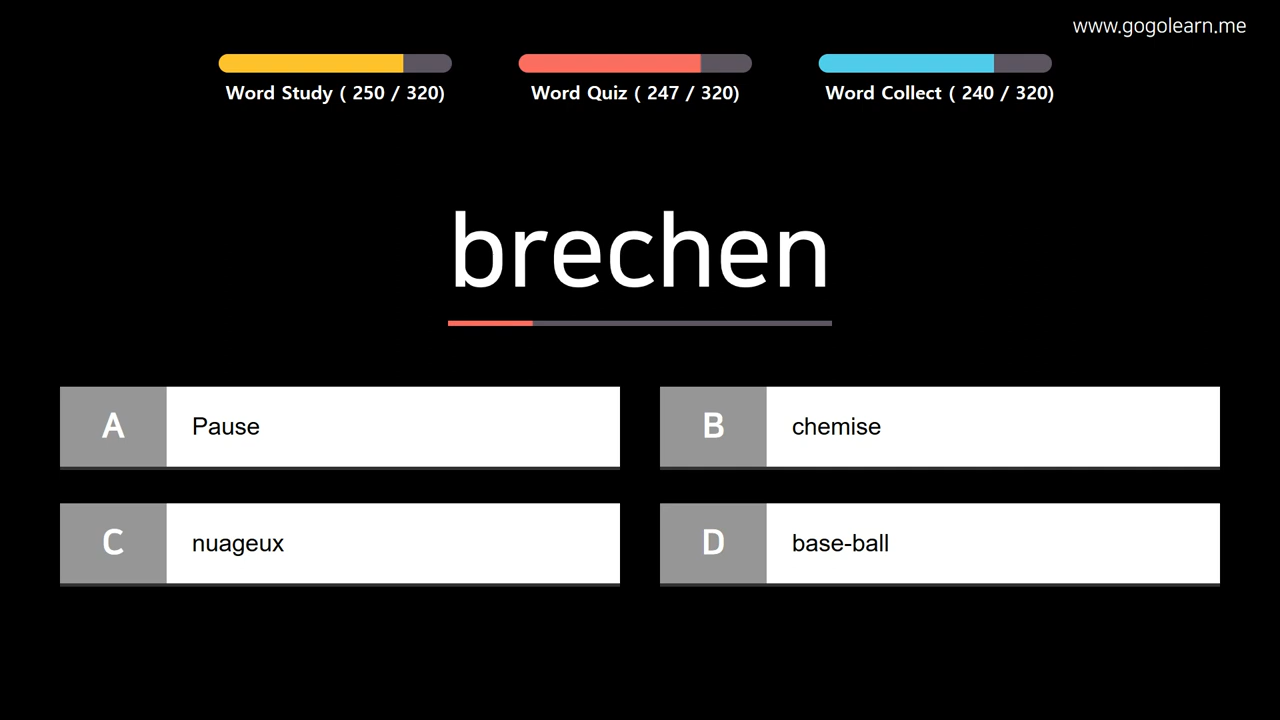 www.gogolearn.me
Word Study ( 250 / 320)
Word Quiz ( 247 / 320)
Word Collect ( 240 / 320)
brechen
A Pause
B chemise
C nuageux
D base-ball